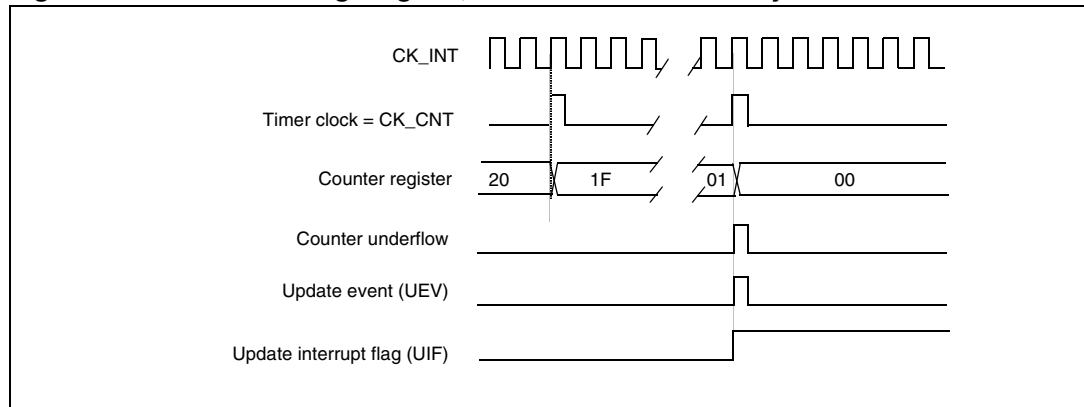 CK_INT
Timer clock = CK_CNT
Counter register 20 1F 01 00
Counter underflow
Update event (UEV)
Update interrupt flag (UIF)